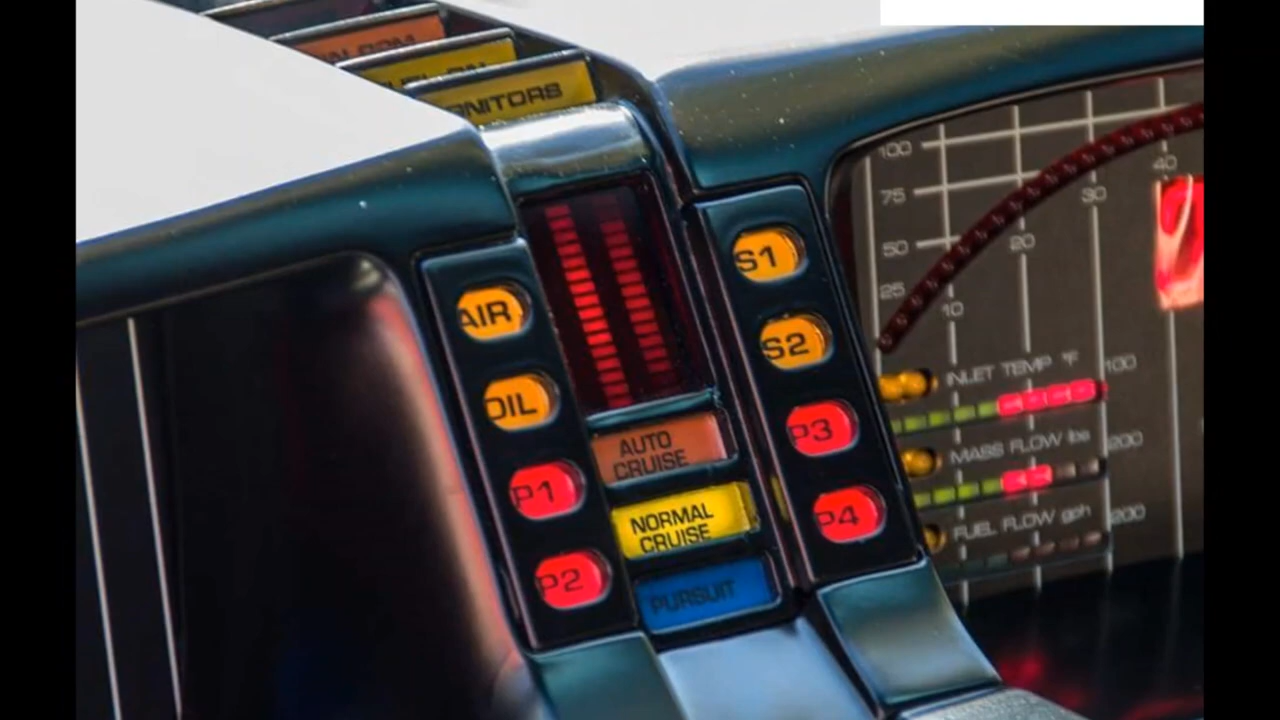 AIR
OIL
P1
P2
AUTO
CRUISE
NORMAL
CRUISE
PURSUIT
S1
S2
P3
P4
100
75
50
25
10
20
30
40
INLET TEMP °F
100
MASS FLOW lbs
200
FUEL FLOW gph
200